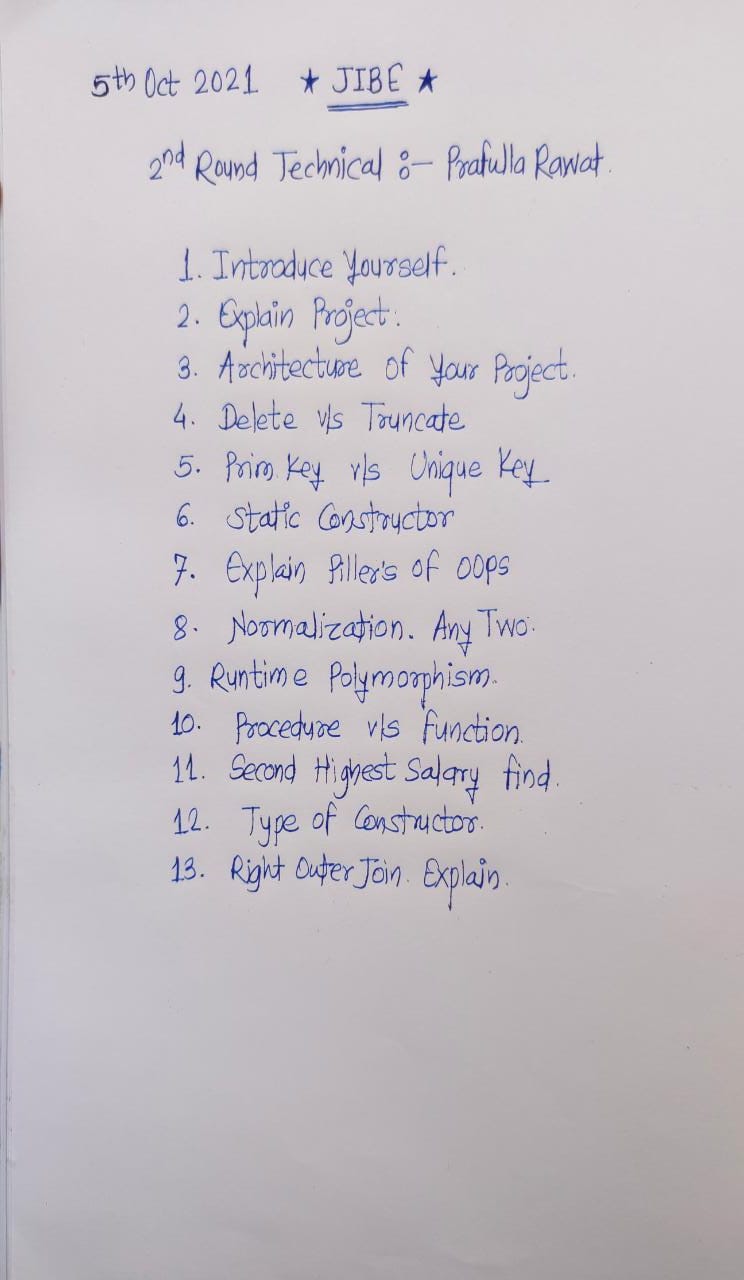 5th Oct 2021 ★ JIBE ★
2nd Round Technical :- Prafulla Rawat.
1. Introduce Yourself.
2. Explain Project.
3. Architecture of Your Project.
4. Delete v/s Truncate
5. Prim. Key v/s Unique Key
6. Static Constructor
7. Explain Piller's of OOPS
8. Normalization. Any Two.
9. Runtime Polymorphism.
10. Procedure v/s function.
11. Second Highest Salary find.
12. Type of Constructor.
13. Right Outer Join. Explain.